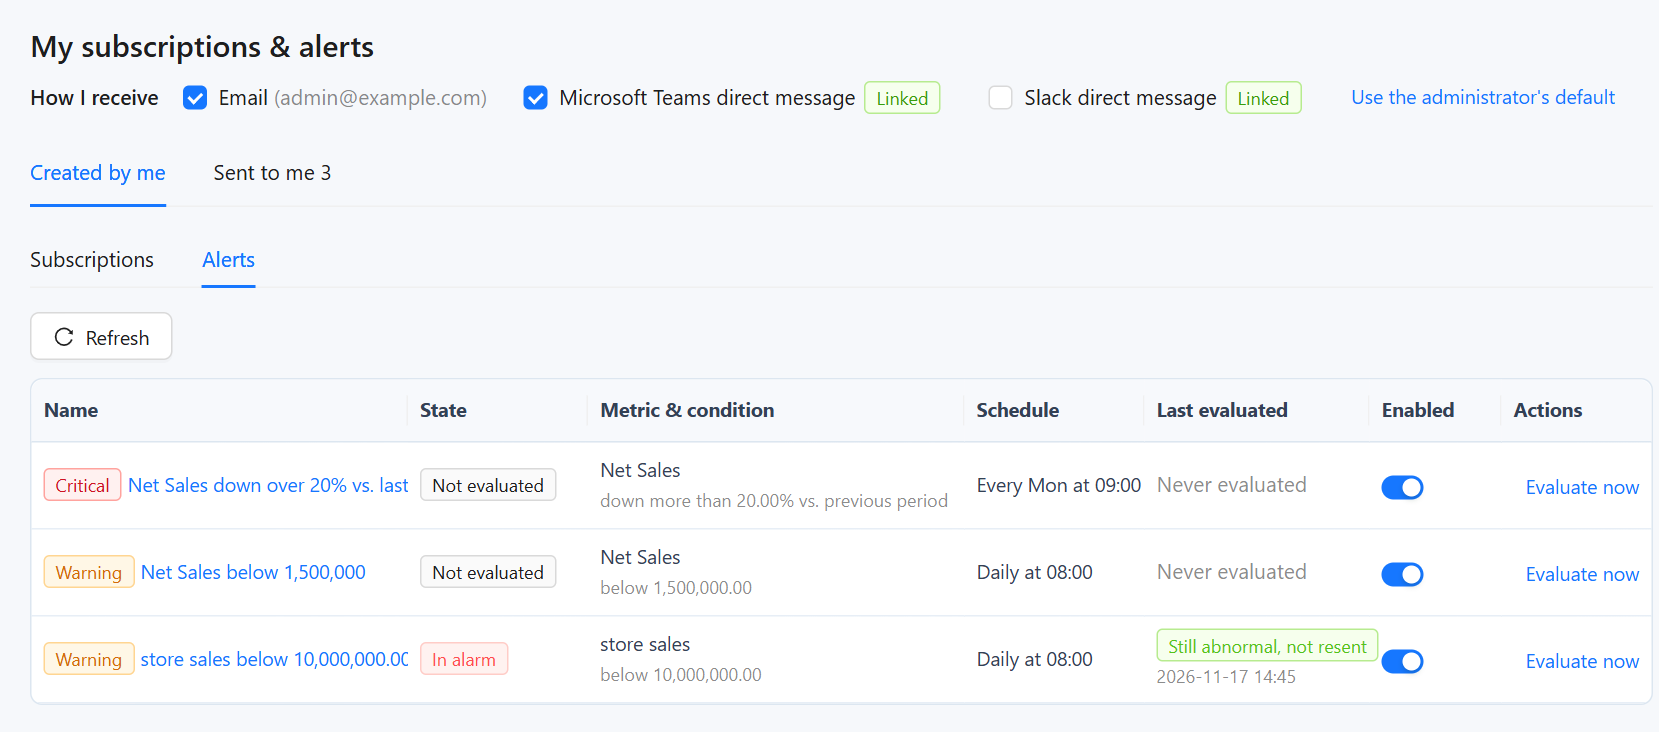 My subscriptions & alerts
How I receive Email (admin@example.com) Microsoft Teams direct message Linked Slack direct message Linked Use the administrator's default
Created by me Sent to me 3
Subscriptions Alerts
Refresh
Name State Metric & condition Schedule Last evaluated Enabled Actions
Critical Net Sales down over 20% vs. last Not evaluated Net Sales Every Mon at 09:00 Never evaluated Evaluate now
down more than 20.00% vs. previous period
Warning Net Sales below 1,500,000 Not evaluated Net Sales Daily at 08:00 Never evaluated Evaluate now
below 1,500,000.00
Warning store sales below 10,000,000.00 In alarm store sales Daily at 08:00 Still abnormal, not resent Evaluate now
below 10,000,000.00 2026-11-17 14:45